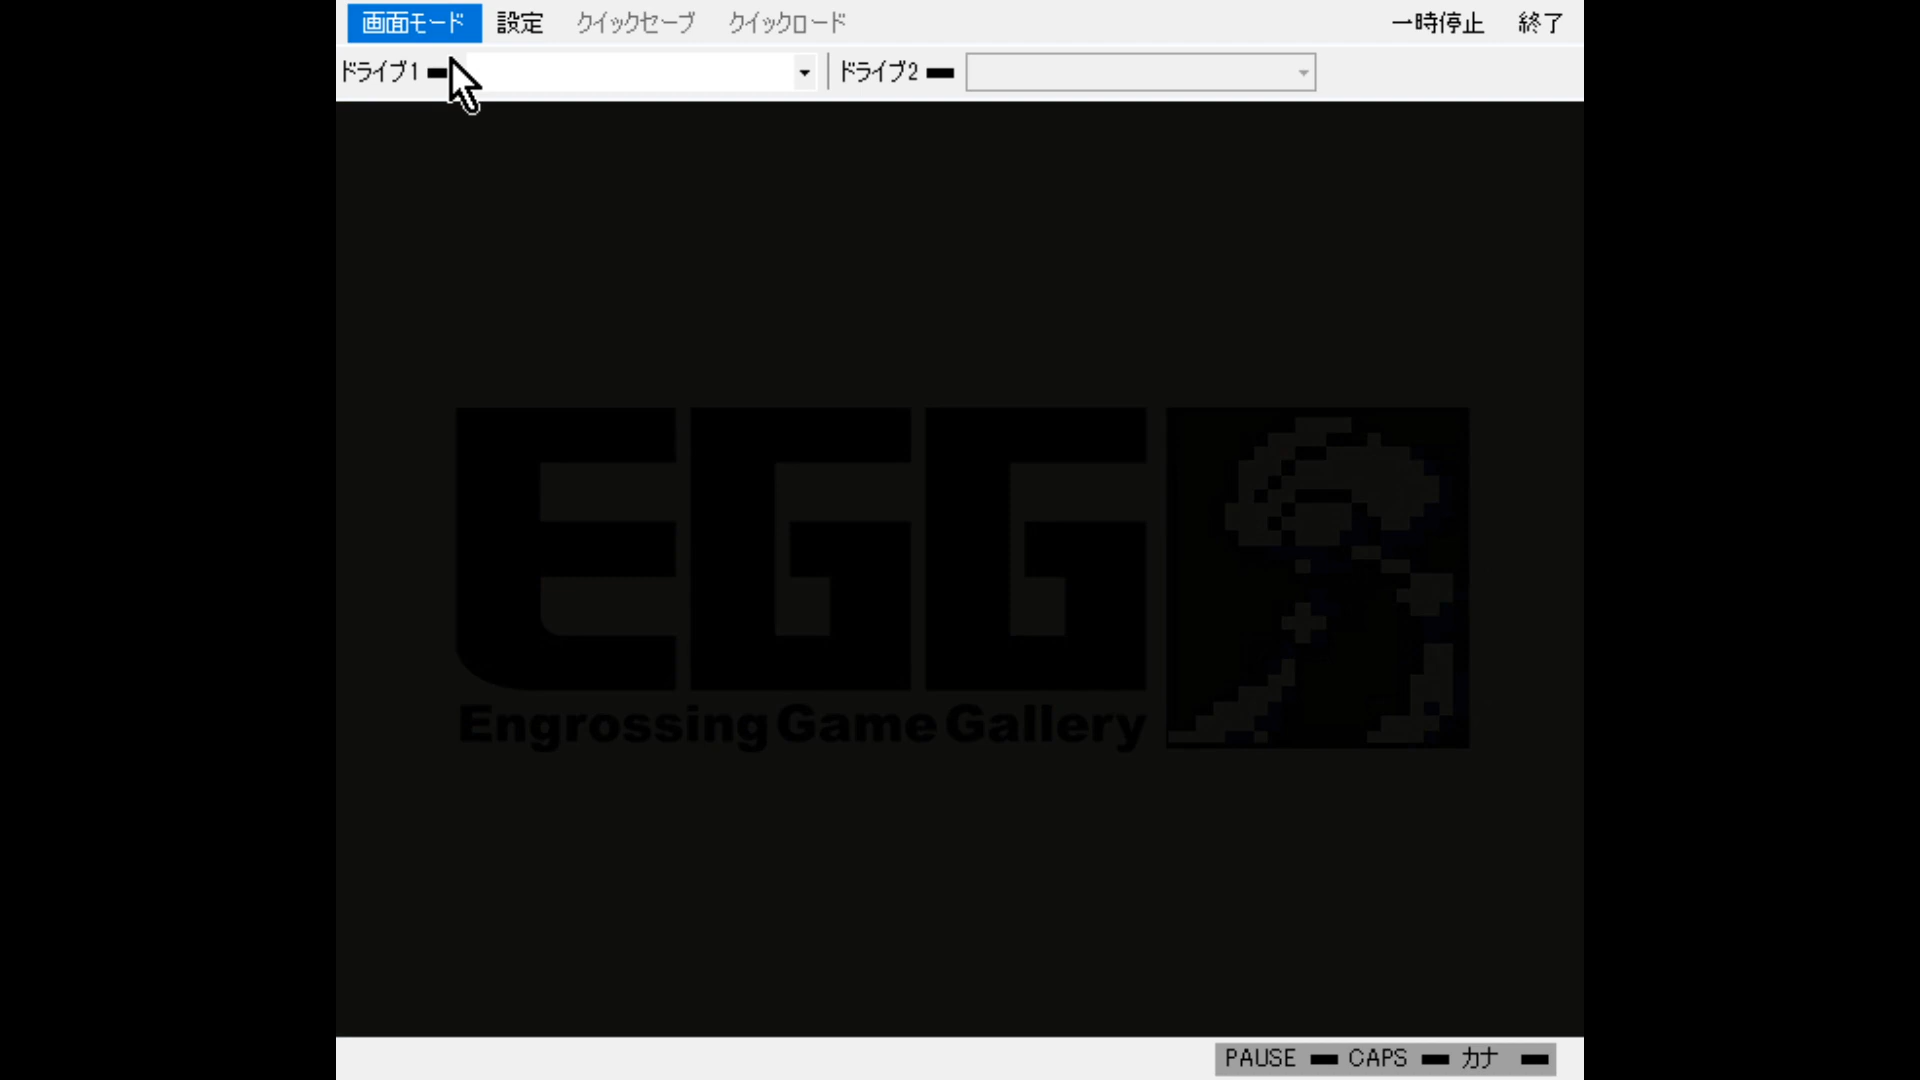 画面モード 設定 クイックセーブ クイックロード 一時停止 終了
ドライブ1 ドライブ2
EGG
Engrossing Game Gallery
PAUSE CAPS カナ